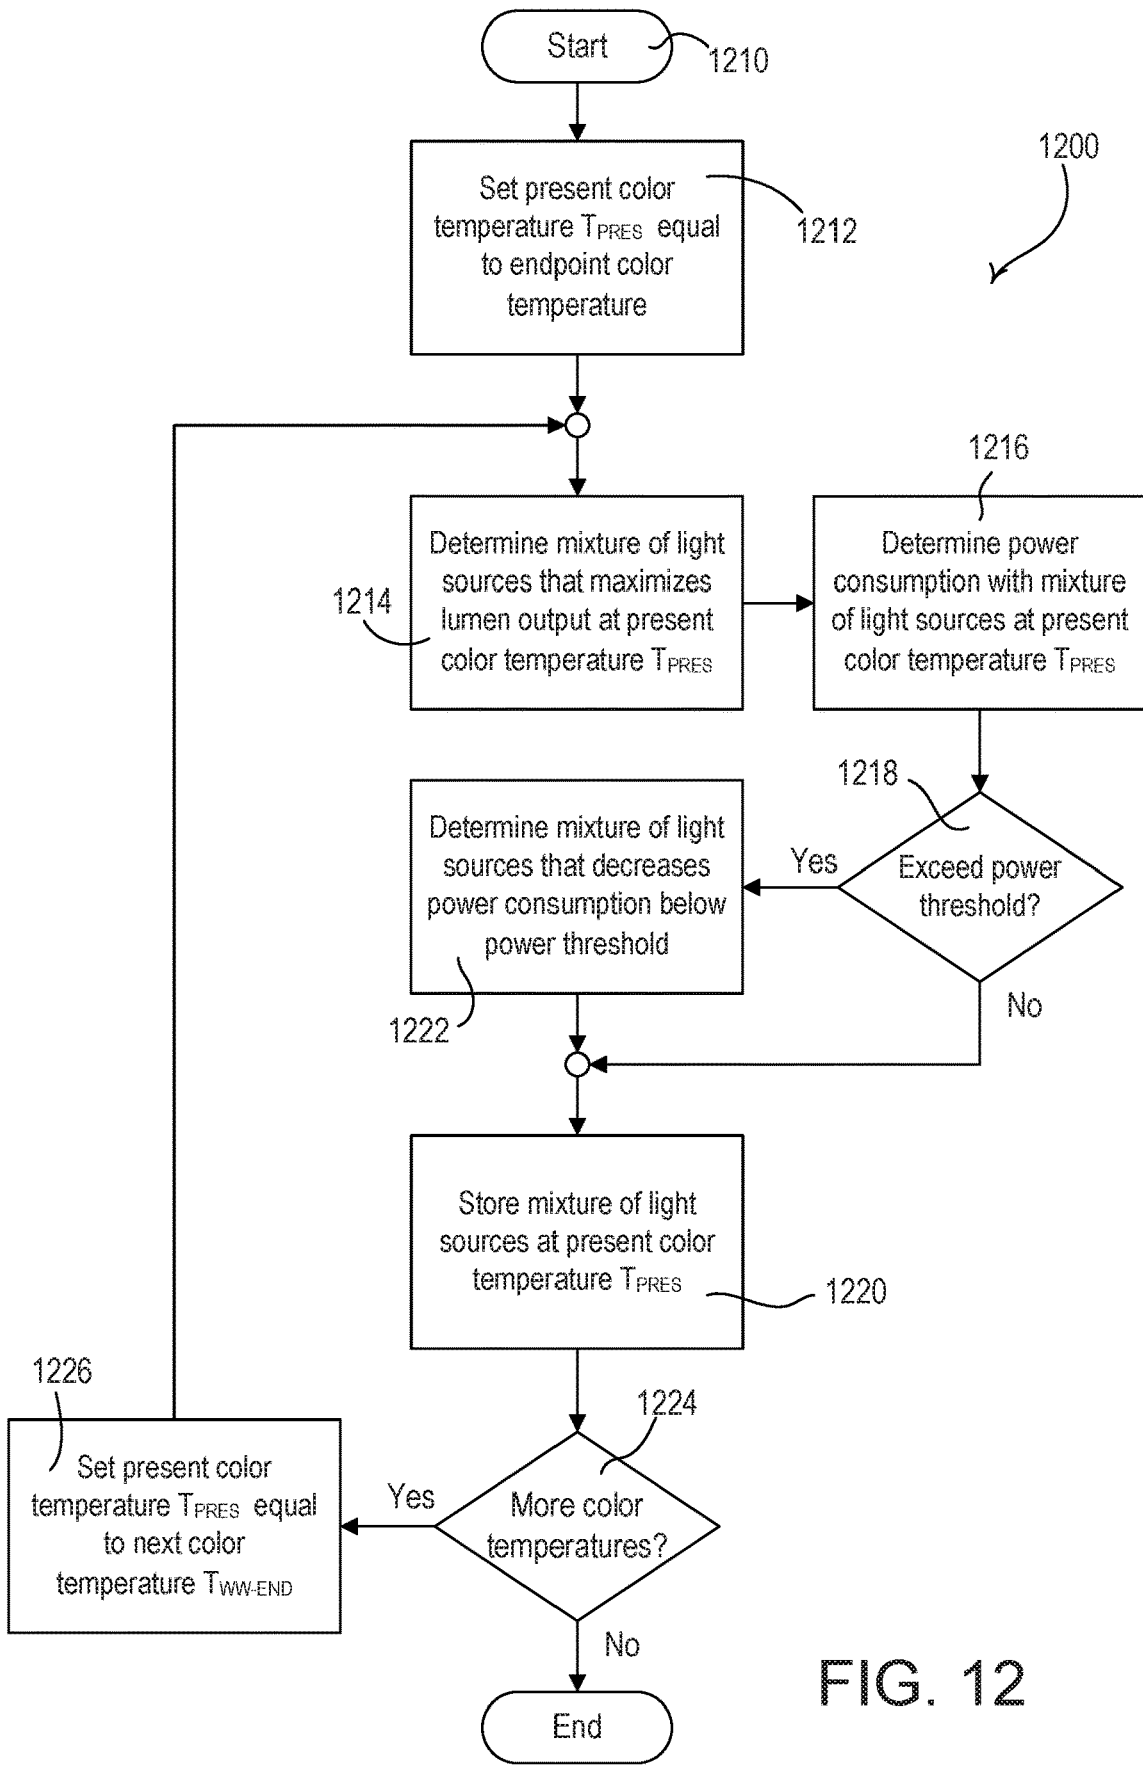 Start
1210
1200
Set present color
temperature TPRES equal
to endpoint color
temperature
1212
1216
Determine mixture of light
sources that maximizes
lumen output at present
color temperature TPRES
1214
Determine power
consumption with mixture
of light sources at present
color temperature TPRES
1218
Exceed power
threshold?
Yes
No
Determine mixture of light
sources that decreases
power consumption below
power threshold
1222
Store mixture of light
sources at present color
temperature TPRES
1220
1226
1224
Set present color
temperature TPRES equal
to next color
temperature TWW-END
Yes
More color
temperatures?
No
End
FIG. 12